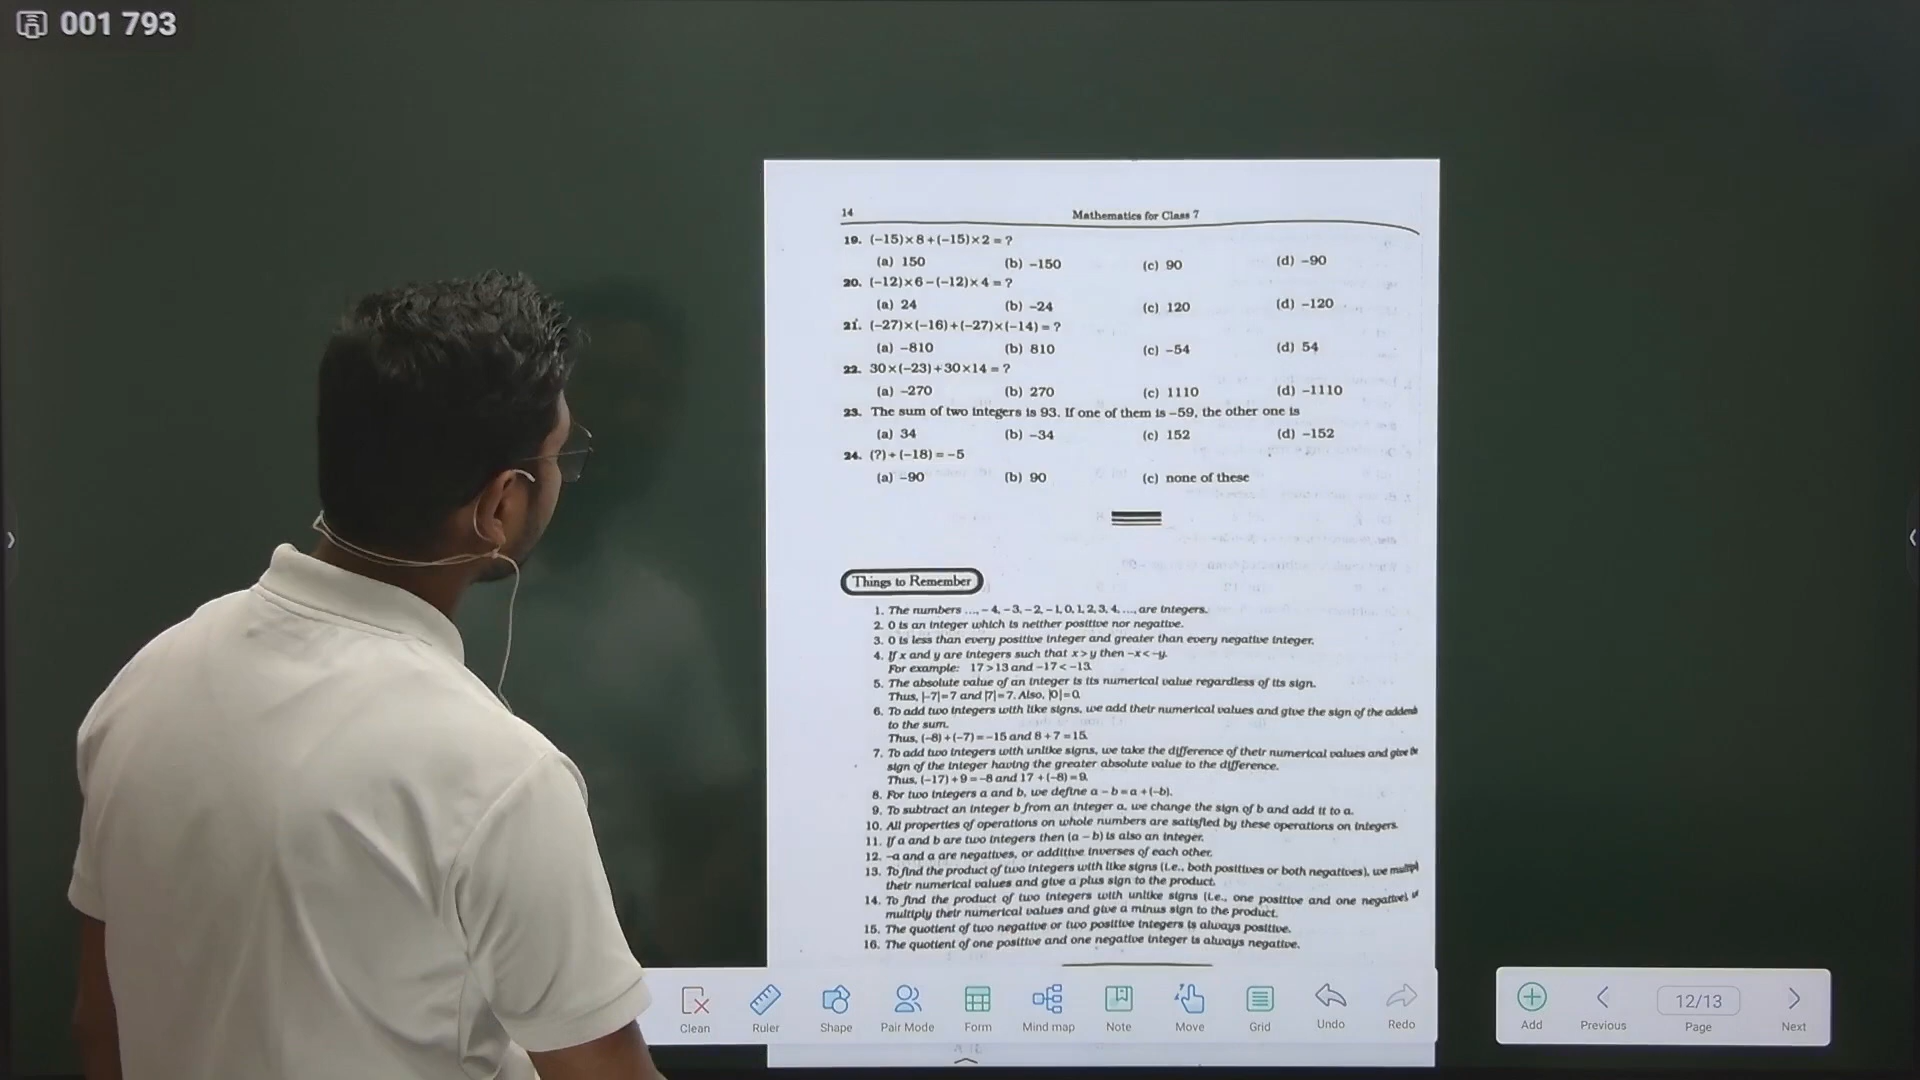 001 793
14 Mathematics for Class 7
19. (−15)×8+(−15)×2 = ?
(a) 150 (b) −150 (c) 90 (d) −90
20. (−12)×6−(−12)×4 = ?
(a) 24 (b) −24 (c) 120 (d) −120
21. (−27)×(−16)+(−27)×(−14) = ?
(a) −810 (b) 810 (c) −54 (d) 54
22. 30×(−23)+30×14 = ?
(a) −270 (b) 270 (c) 1110 (d) −1110
23. The sum of two integers is 93. If one of them is −59, the other one is
(a) 34 (b) −34 (c) 152 (d) −152
24. (?)÷(−18) = −5
(a) −90 (b) 90 (c) none of these
Things to Remember
1. The numbers ..., −4, −3, −2, −1, 0, 1, 2, 3, 4, ..., are integers.
2. 0 is an integer which is neither positive nor negative.
3. 0 is less than every positive integer and greater than every negative integer.
4. If x and y are integers such that x > y then −x < −y.
For example: 17 > 13 and −17 < −13.
5. The absolute value of an integer is its numerical value regardless of its sign.
Thus, |−7| = 7 and |7| = 7. Also, |0| = 0.
6. To add two integers with like signs, we add their numerical values and give the sign of the addends
to the sum.
Thus, (−8)+(−7) = −15 and 8+7 = 15.
7. To add two integers with unlike signs, we take the difference of their numerical values and give the
sign of the integer having the greater absolute value to the difference.
Thus, (−17)+9 = −8 and 17+(−8) = 9.
8. For two integers a and b, we define a − b = a + (−b).
9. To subtract an integer b from an integer a, we change the sign of b and add it to a.
10. All properties of operations on whole numbers are satisfied by these operations on integers.
11. If a and b are two integers then (a − b) is also an integer.
12. −a and a are negatives, or additive inverses of each other.
13. To find the product of two integers with like signs (i.e., both positives or both negatives), we multiply
their numerical values and give a plus sign to the product.
14. To find the product of two integers with unlike signs (i.e., one positive and one negative)
multiply their numerical values and give a minus sign to the product.
15. The quotient of two negative or two positive integers is always positive.
16. The quotient of one positive and one negative integer is always negative.
Clean Ruler Shape Pair Mode Form Mind map Note Move Grid Undo Redo
Add Previous 12/13 Page Next